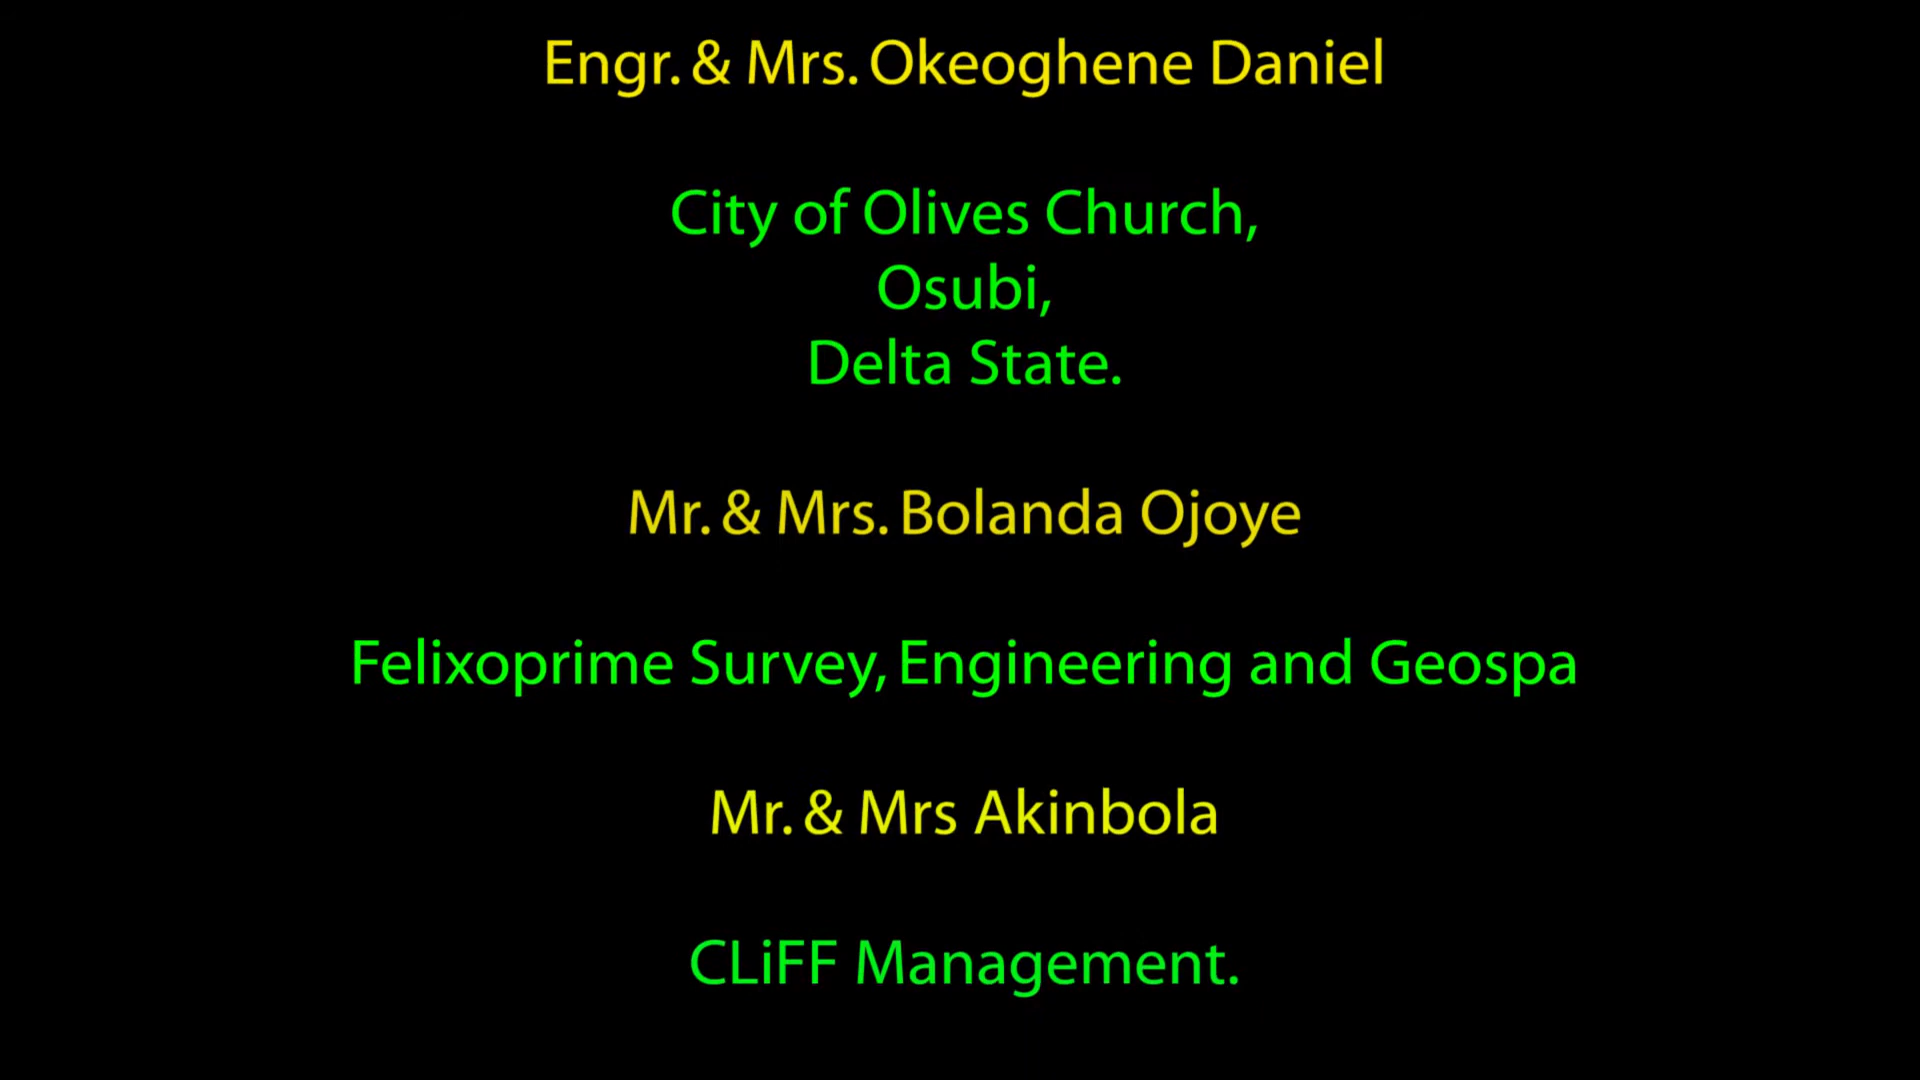 Engr. & Mrs. Okeoghene Daniel
City of Olives Church,
Osubi,
Delta State.
Mr. & Mrs. Bolanda Ojoye
Felixoprime Survey, Engineering and Geospa
Mr. & Mrs Akinbola
CLiFF Management.